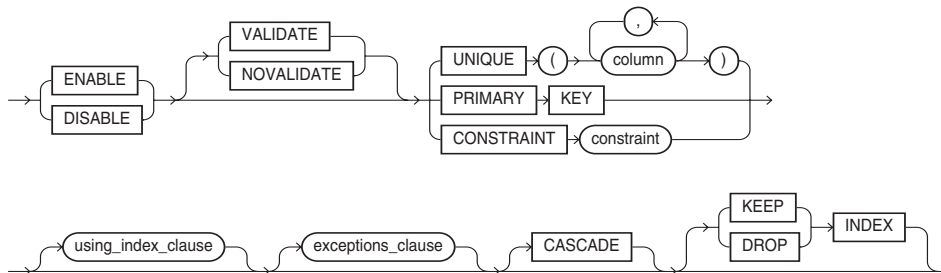 ENABLE
DISABLE
VALIDATE
NOVALIDATE
UNIQUE ( column , )
PRIMARY KEY
CONSTRAINT constraint
using_index_clause exceptions_clause CASCADE
KEEP
DROP
INDEX